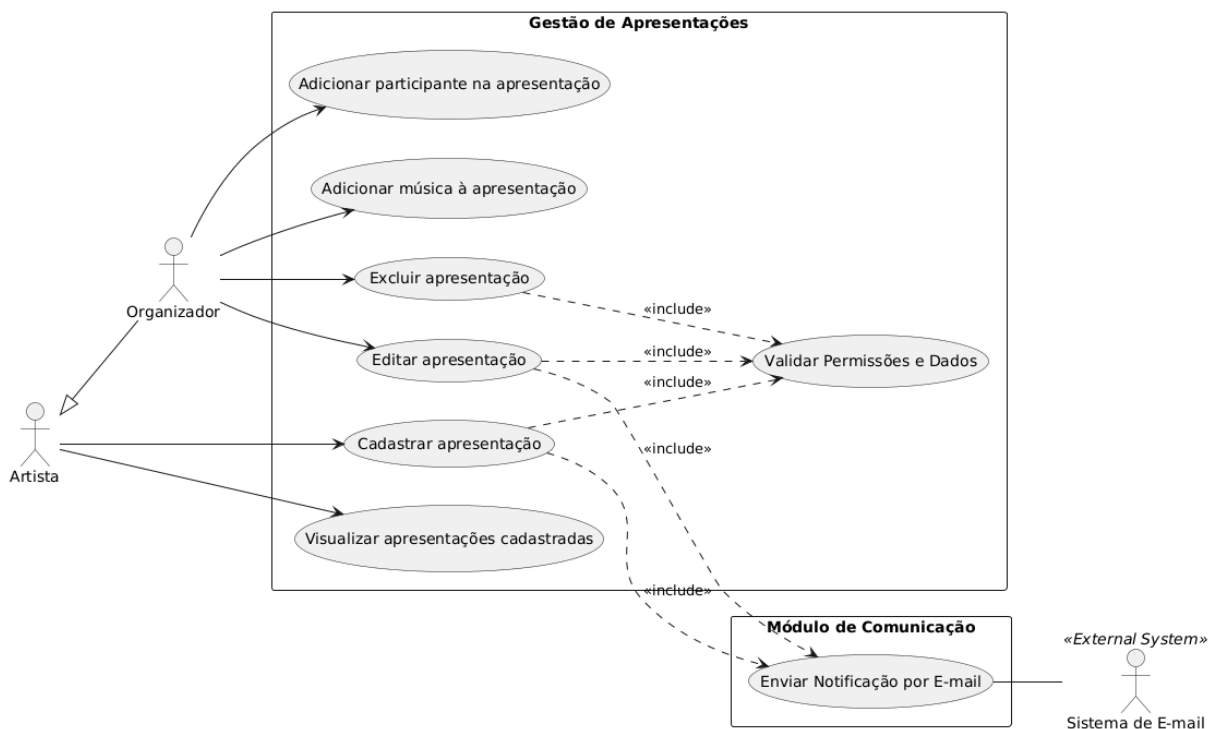 Gestão de Apresentações
Adicionar participante na apresentação
Adicionar música à apresentação
Organizador
Excluir apresentação
«include»
Editar apresentação
«include»
Validar Permissões e Dados
«include»
Artista
Cadastrar apresentação
«include»
Visualizar apresentações cadastradas
«include»
Módulo de Comunicação
Enviar Notificação por E-mail
«External System»
Sistema de E-mail